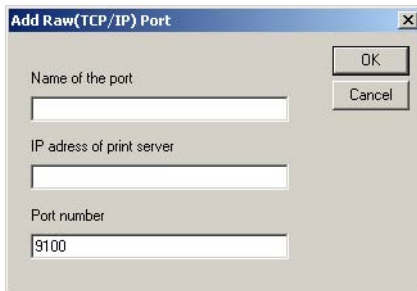 Add Raw(TCP/IP) Port
OK
Name of the port
Cancel
IP adress of print server
Port number
9100